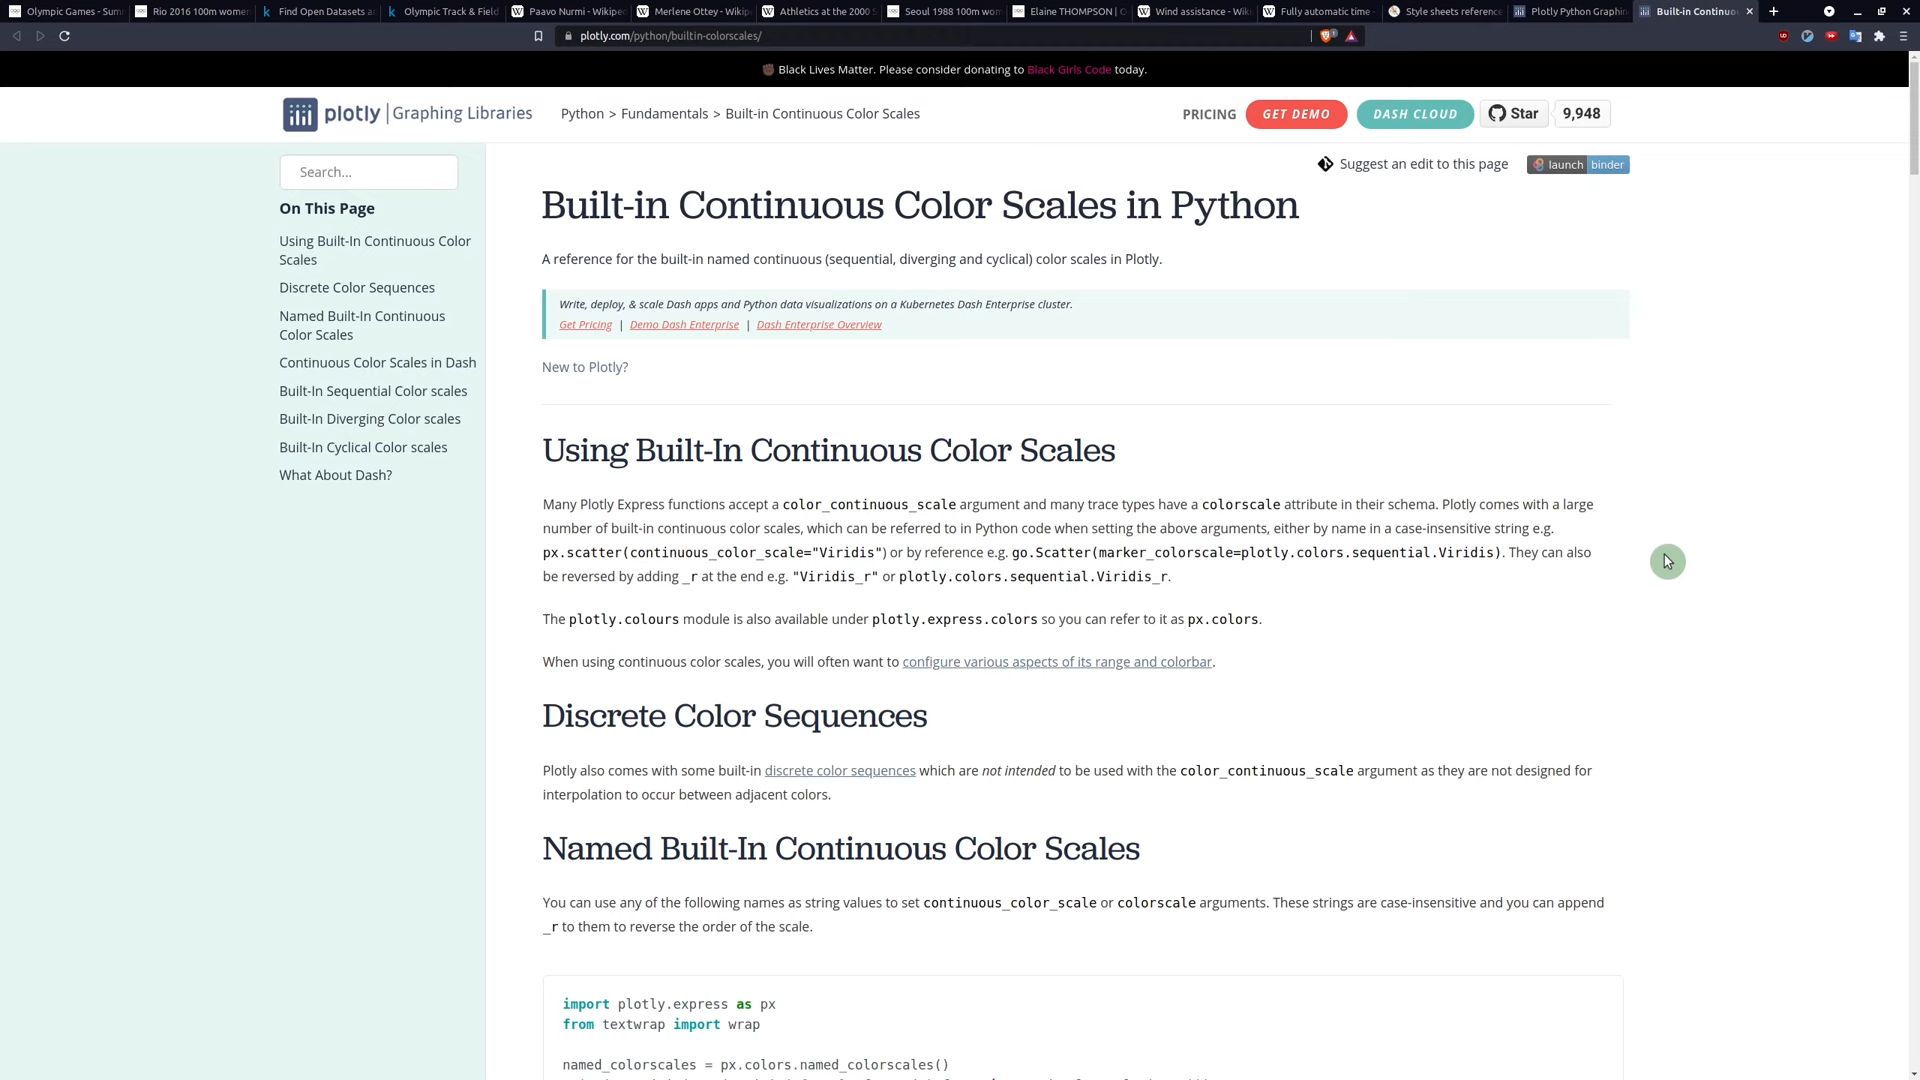 Olympic Games - Sum
Rio 2016 100m wome
Find Open Datasets a
Olympic Track & Field
Paavo Nurmi - Wikipe
Merlene Ottey - Wikip
Athletics at the 2000 S
Seoul 1988 100m wom
Elaine THOMPSON | O
Wind assistance - Wiki
Fully automatic time -
Style sheets reference
Plotly Python Graphi
Built-in Continuou
plotly.com/python/builtin-colorscales/
Black Lives Matter. Please consider donating to Black Girls Code today.
plotly | Graphing Libraries
Python > Fundamentals > Built-in Continuous Color Scales
PRICING
GET DEMO
DASH CLOUD
Star
9,948
Search...
On This Page
Using Built-In Continuous Color
Scales
Discrete Color Sequences
Named Built-In Continuous
Color Scales
Continuous Color Scales in Dash
Built-In Sequential Color scales
Built-In Diverging Color scales
Built-In Cyclical Color scales
What About Dash?
Suggest an edit to this page
launch binder
Built-in Continuous Color Scales in Python
A reference for the built-in named continuous (sequential, diverging and cyclical) color scales in Plotly.
Write, deploy, & scale Dash apps and Python data visualizations on a Kubernetes Dash Enterprise cluster.
Get Pricing | Demo Dash Enterprise | Dash Enterprise Overview
New to Plotly?
Using Built-In Continuous Color Scales
Many Plotly Express functions accept a color_continuous_scale argument and many trace types have a colorscale attribute in their schema. Plotly comes with a large
number of built-in continuous color scales, which can be referred to in Python code when setting the above arguments, either by name in a case-insensitive string e.g.
px.scatter(continuous_color_scale="Viridis") or by reference e.g. go.Scatter(marker_colorscale=plotly.colors.sequential.Viridis). They can also
be reversed by adding _r at the end e.g. "Viridis_r" or plotly.colors.sequential.Viridis_r.
The plotly.colours module is also available under plotly.express.colors so you can refer to it as px.colors.
When using continuous color scales, you will often want to configure various aspects of its range and colorbar.
Discrete Color Sequences
Plotly also comes with some built-in discrete color sequences which are not intended to be used with the color_continuous_scale argument as they are not designed for
interpolation to occur between adjacent colors.
Named Built-In Continuous Color Scales
You can use any of the following names as string values to set continuous_color_scale or colorscale arguments. These strings are case-insensitive and you can append
_r to them to reverse the order of the scale.
import plotly.express as px
from textwrap import wrap
named_colorscales = px.colors.named_colorscales()